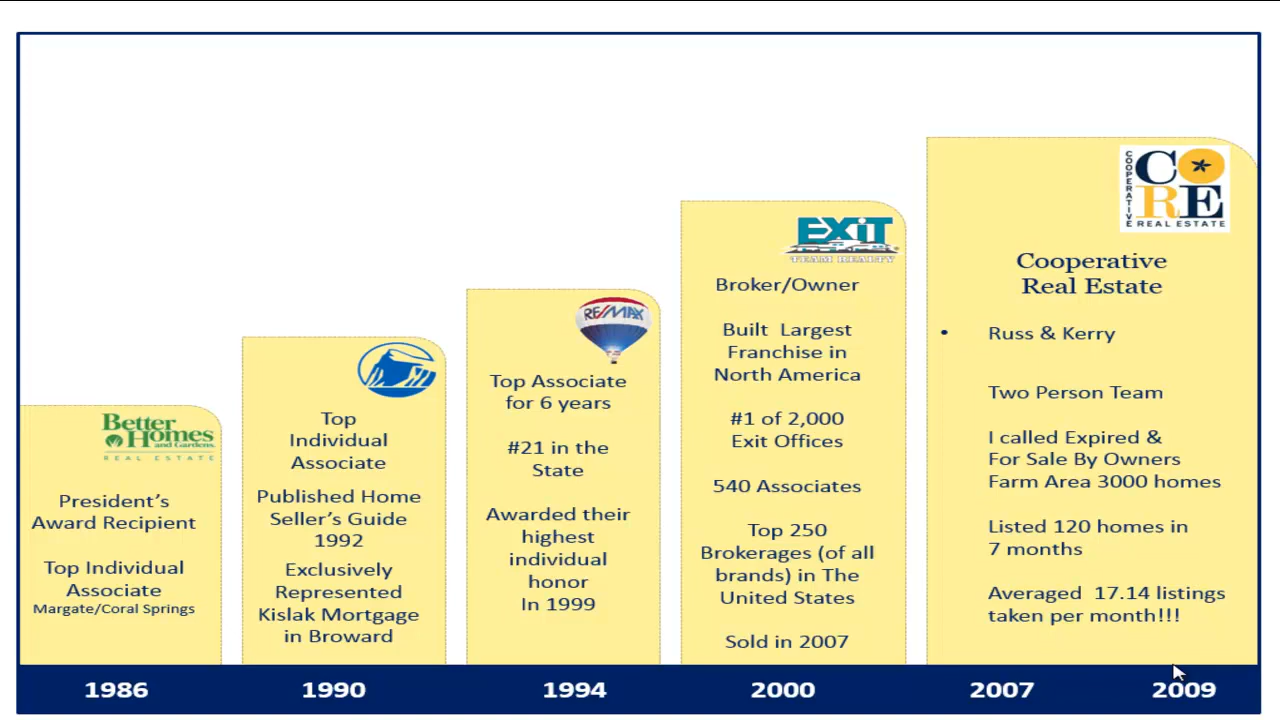 Better
Homes
and Gardens
REAL ESTATE
President's
Award Recipient
Top Individual
Associate
Margate/Coral Springs
Top
Individual
Associate
Published Home
Seller's Guide
1992
Exclusively
Represented
Kislak Mortgage
in Broward
RE/MAX
Top Associate
for 6 years
#21 in the
State
Awarded their
highest
individual
honor
In 1999
EXiT
TEAM REALTY
Broker/Owner
Built Largest
Franchise in
North America
#1 of 2,000
Exit Offices
540 Associates
Top 250
Brokerages (of all
brands) in The
United States
Sold in 2007
COOPERATIVE
CORE
REAL ESTATE
Cooperative
Real Estate
• Russ & Kerry
Two Person Team
I called Expired &
For Sale By Owners
Farm Area 3000 homes
Listed 120 homes in
7 months
Averaged 17.14 listings
taken per month!!!
1986 1990 1994 2000 2007 2009